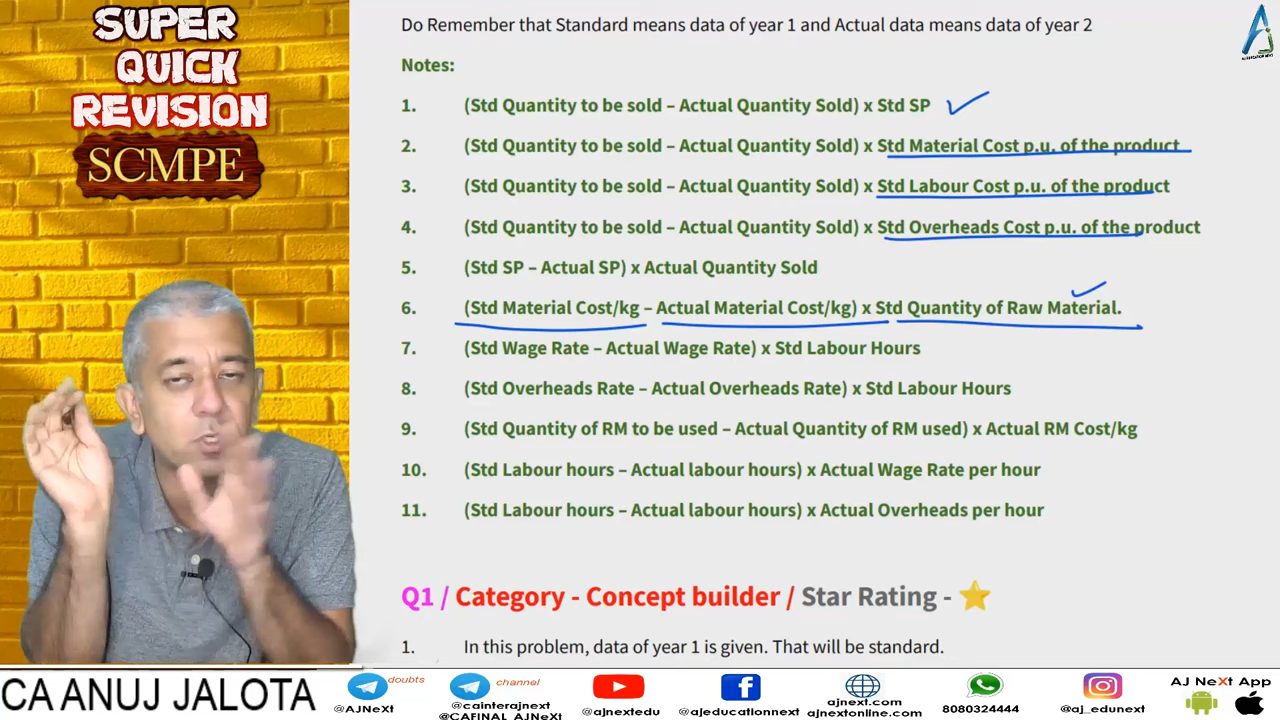 SUPER
QUICK
REVISION
SCMPE
Do Remember that Standard means data of year 1 and Actual data means data of year 2
Notes:
1. (Std Quantity to be sold – Actual Quantity Sold) x Std SP
2. (Std Quantity to be sold – Actual Quantity Sold) x Std Material Cost p.u. of the product
3. (Std Quantity to be sold – Actual Quantity Sold) x Std Labour Cost p.u. of the product
4. (Std Quantity to be sold – Actual Quantity Sold) x Std Overheads Cost p.u. of the product
5. (Std SP – Actual SP) x Actual Quantity Sold
6. (Std Material Cost/kg – Actual Material Cost/kg) x Std Quantity of Raw Material.
7. (Std Wage Rate – Actual Wage Rate) x Std Labour Hours
8. (Std Overheads Rate – Actual Overheads Rate) x Std Labour Hours
9. (Std Quantity of RM to be used – Actual Quantity of RM used) x Actual RM Cost/kg
10. (Std Labour hours – Actual labour hours) x Actual Wage Rate per hour
11. (Std Labour hours – Actual labour hours) x Actual Overheads per hour
Q1 / Category - Concept builder / Star Rating -
1. In this problem, data of year 1 is given. That will be standard.
CA ANUJ JALOTA
doubts
@AJNeXt
channel
@cainterajnext
@CAFINAL_AJNeXt
@ajnextedu
@ajeducationnext
ajnext.com
ajnextonline.com
8080324444
@aj_edunext
AJ NeXt App